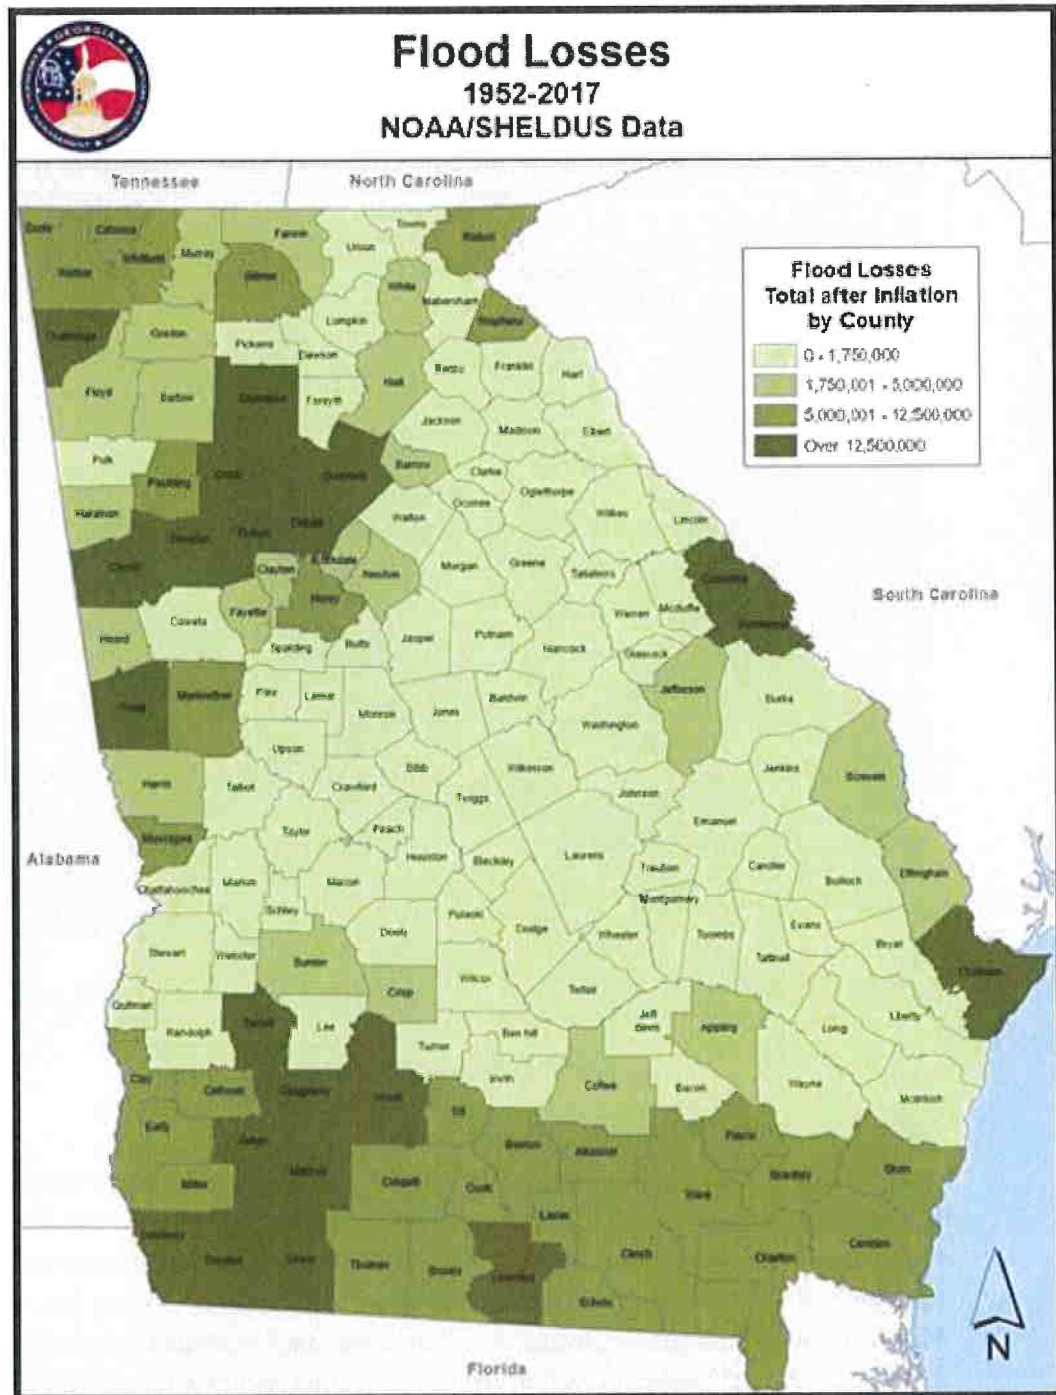 Flood Losses
1952-2017
NOAA/SHELDUS Data
Tennessee
North Carolina
Flood Losses
Total after Inflation
by County
0 - 1,750,000
1,750,001 - 5,000,000
5,000,001 - 12,500,000
Over 12,500,000
Dade Catoosa Murray Fannin Union Towns Rabun
Walker Whitfield Gilmer White Habersham Stephens
Chattooga Gordon Pickens Lumpkin Dawson
Floyd Bartow Cherokee Forsyth Hall Banks Franklin Hart
Jackson Madison Elbert
Polk Paulding Cobb Gwinnett Barrow Clarke
Oconee Oglethorpe
Haralson Douglas Fulton Dekalb Walton Wilkes Lincoln
Carroll Clayton Rockdale Newton Morgan Greene Taliaferro Columbia
South Carolina
Heard Coweta Fayette Henry Warren Mcduffie Richmond
Spalding Butts Jasper Putnam Hancock Glascock
Troup Meriwether Pike Lamar Monroe Jones Baldwin Washington Jefferson Burke
Upson
Harris Talbot Crawford Bibb Wilkinson Jenkins Screven
Twiggs Johnson
Muscogee Taylor Peach Emanuel
Alabama
Chattahoochee Marion Macon Houston Bleckley Laurens Treutlen Candler Bulloch Effingham
Schley Pulaski Montgomery
Stewart Webster Sumter Dooly Dodge Wheeler Toombs Tattnall Evans Bryan Chatham
Quitman Randolph Terrell Lee Crisp Wilcox Telfair
Turner Ben hill Jeff davis Appling Long Liberty
Clay Calhoun Dougherty Worth Irwin Coffee Bacon Wayne McIntosh
Early Baker Tift
Miller Mitchell Colquitt Cook Berrien Atkinson Ware Pierce Brantley Glynn
Seminole Decatur Grady Thomas Brooks Lowndes Lanier Clinch Charlton Camden
Echols
Florida
N